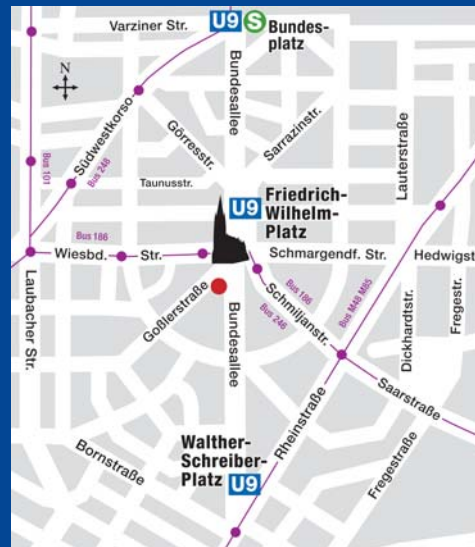 U9 S Bundes-
platz
Varziner Str.
N
Bundesallee
Görresstr.
Sarrazinstr.
Südwestkorso
Bus 248
Bus 101
Lauterstraße
Taunusstr.
U9 Friedrich-
Wilhelm-
Platz
Bus 186
Wiesbd. Str.
Schmargendf. Str.
Hedwigst
Laubacher Str.
Goßlerstraße
Bundesallee
Bus 186
Schmiljanstr.
Bus 246
Bus M48 M85
Dickhardtstr.
Fregestr.
Saarstraße
Rheinstraße
Walther-
Schreiber-
Platz U9
Bornstraße
Fregestraße